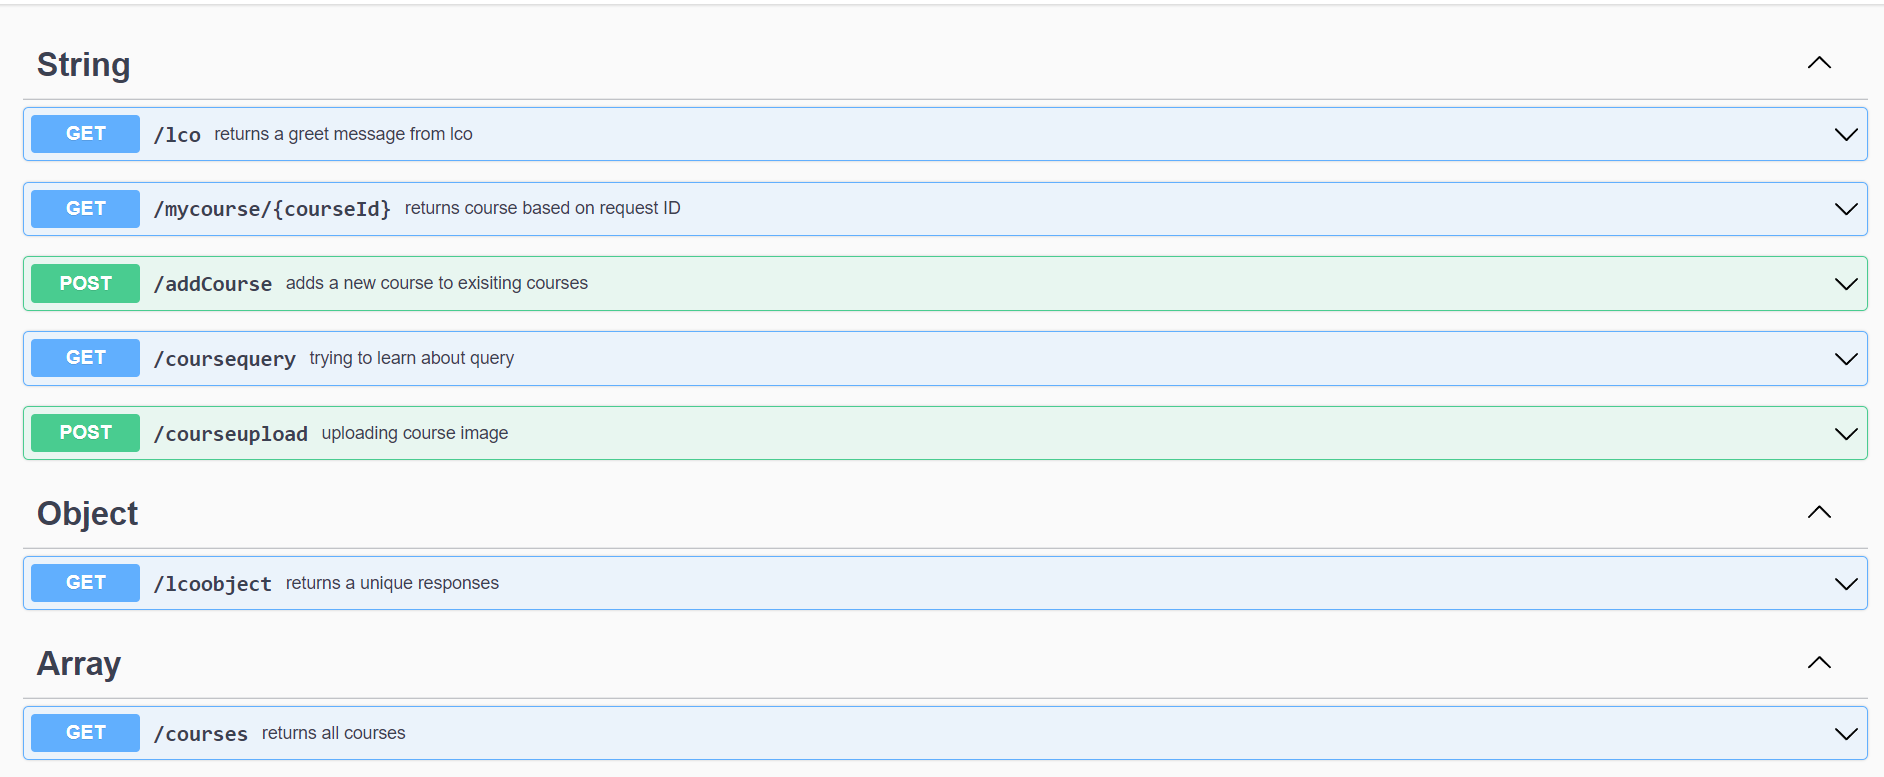 String
GET /lco returns a greet message from lco
GET /mycourse/{courseId} returns course based on request ID
POST /addCourse adds a new course to exisiting courses
GET /coursequery trying to learn about query
POST /courseupload uploading course image
Object
GET /lcoobject returns a unique responses
Array
GET /courses returns all courses